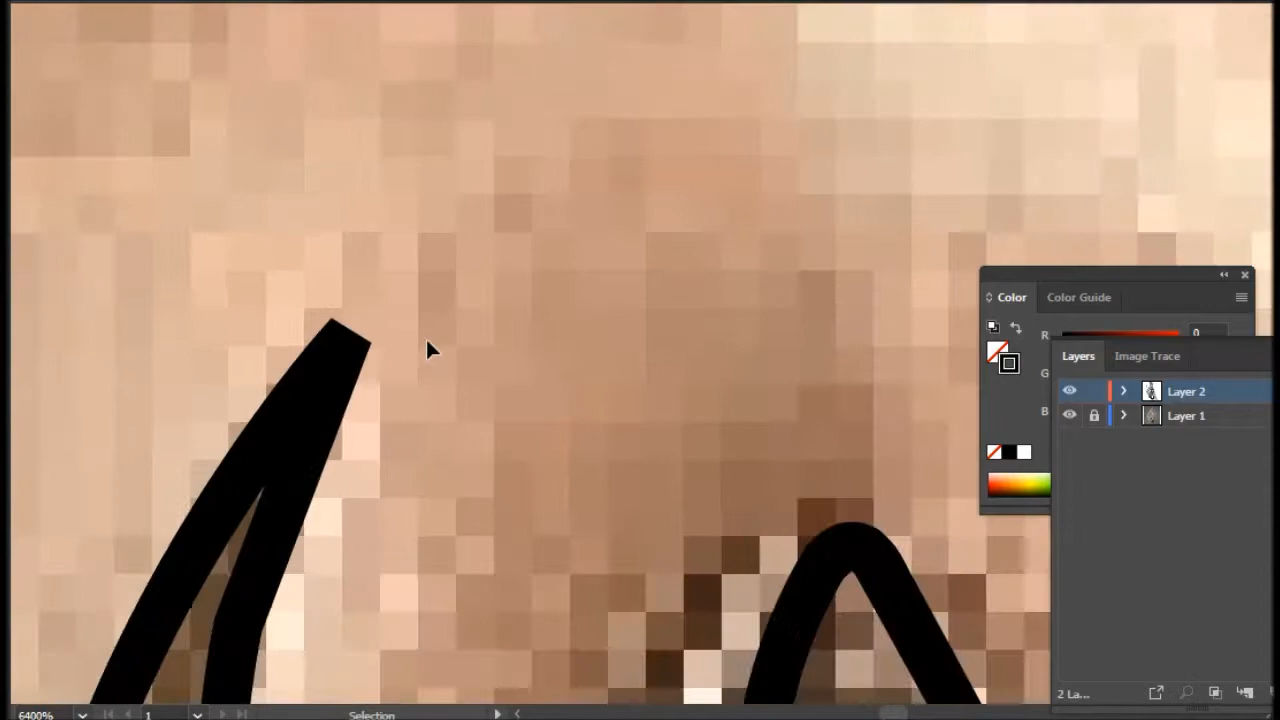 Color Color Guide
R 0
Layers Image Trace
G
Layer 2
B
Layer 1
2 La...
6400% 1 Selection